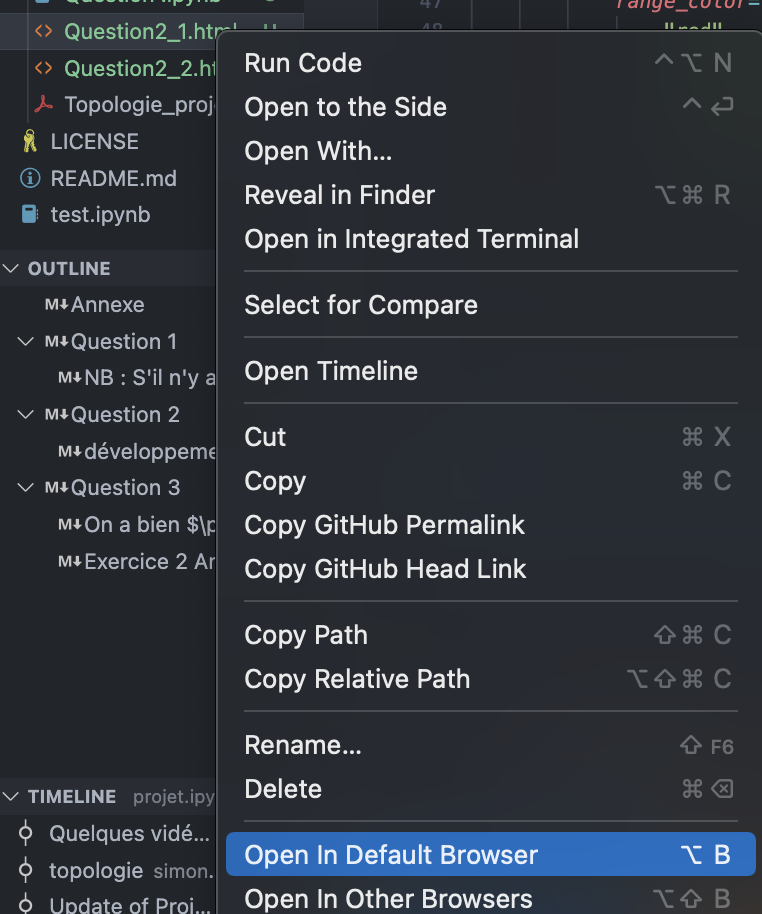 Question2_1.html U
Question2_2.ht
Topologie_proj
LICENSE
README.md
test.ipynb
OUTLINE
M↓Annexe
M↓Question 1
M↓NB : S'il n'y a
M↓Question 2
M↓développeme
M↓Question 3
M↓On a bien $\p
M↓Exercice 2 Ar
TIMELINE projet.ipy
Quelques vidé...
topologie simon.
Update of Proj...
47 range_color=
48 "red"
Run Code ^⌥ N
Open to the Side ^⏎
Open With...
Reveal in Finder ⌥⌘ R
Open in Integrated Terminal
Select for Compare
Open Timeline
Cut ⌘ X
Copy ⌘ C
Copy GitHub Permalink
Copy GitHub Head Link
Copy Path ⇧⌘ C
Copy Relative Path ⌥⇧⌘ C
Rename... ⇧ F6
Delete ⌘⌫
Open In Default Browser ⌥ B
Open In Other Browsers ⌥⇧ B